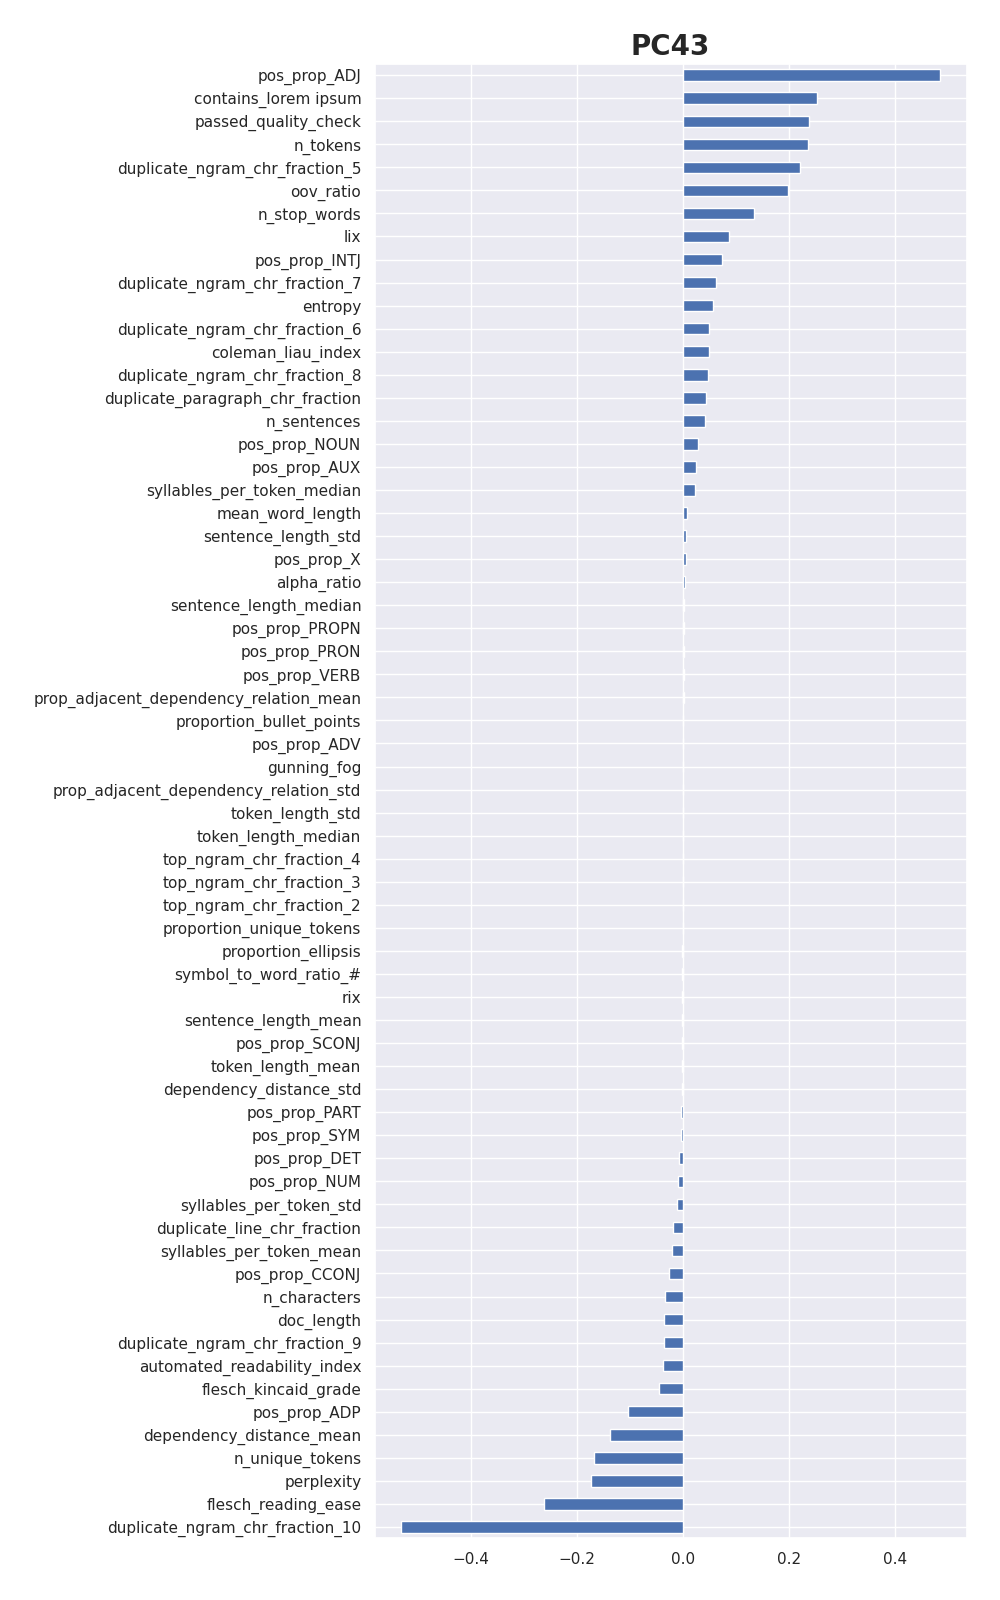 PC43
pos_prop_ADJ
contains_lorem ipsum
passed_quality_check
n_tokens
duplicate_ngram_chr_fraction_5
oov_ratio
n_stop_words
lix
pos_prop_INTJ
duplicate_ngram_chr_fraction_7
entropy
duplicate_ngram_chr_fraction_6
coleman_liau_index
duplicate_ngram_chr_fraction_8
duplicate_paragraph_chr_fraction
n_sentences
pos_prop_NOUN
pos_prop_AUX
syllables_per_token_median
mean_word_length
sentence_length_std
pos_prop_X
alpha_ratio
sentence_length_median
pos_prop_PROPN
pos_prop_PRON
pos_prop_VERB
prop_adjacent_dependency_relation_mean
proportion_bullet_points
pos_prop_ADV
gunning_fog
prop_adjacent_dependency_relation_std
token_length_std
token_length_median
top_ngram_chr_fraction_4
top_ngram_chr_fraction_3
top_ngram_chr_fraction_2
proportion_unique_tokens
proportion_ellipsis
symbol_to_word_ratio_#
rix
sentence_length_mean
pos_prop_SCONJ
token_length_mean
dependency_distance_std
pos_prop_PART
pos_prop_SYM
pos_prop_DET
pos_prop_NUM
syllables_per_token_std
duplicate_line_chr_fraction
syllables_per_token_mean
pos_prop_CCONJ
n_characters
doc_length
duplicate_ngram_chr_fraction_9
automated_readability_index
flesch_kincaid_grade
pos_prop_ADP
dependency_distance_mean
n_unique_tokens
perplexity
flesch_reading_ease
duplicate_ngram_chr_fraction_10
−0.4 −0.2 0.0 0.2 0.4